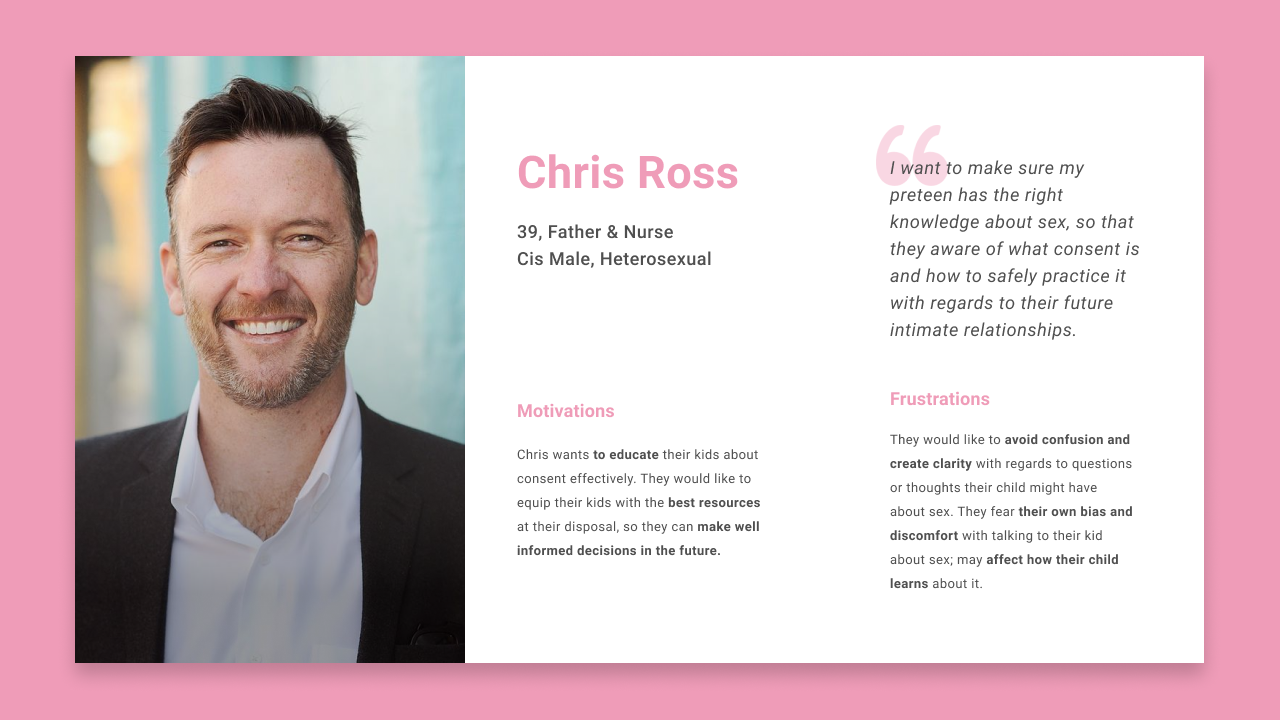 Chris Ross
39, Father & Nurse
Cis Male, Heterosexual
Motivations
Chris wants to educate their kids about
consent effectively. They would like to
equip their kids with the best resources
at their disposal, so they can make well
informed decisions in the future.
“
I want to make sure my
preteen has the right
knowledge about sex, so that
they aware of what consent is
and how to safely practice it
with regards to their future
intimate relationships.
Frustrations
They would like to avoid confusion and
create clarity with regards to questions
or thoughts their child might have
about sex. They fear their own bias and
discomfort with talking to their kid
about sex; may affect how their child
learns about it.